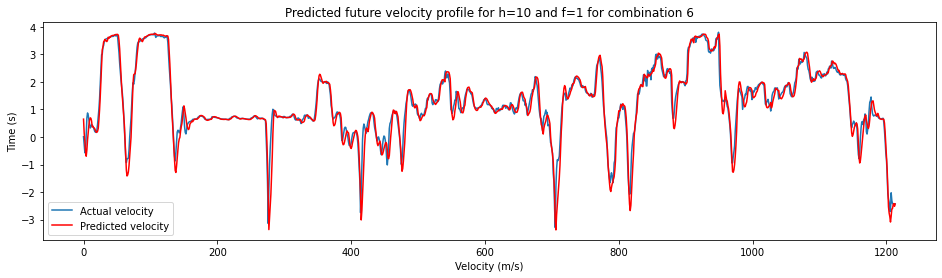 Predicted future velocity profile for h=10 and f=1 for combination 6
Time (s)
4
3
2
1
0
−1
−2
−3
Actual velocity
Predicted velocity
0 200 400 600 800 1000 1200
Velocity (m/s)